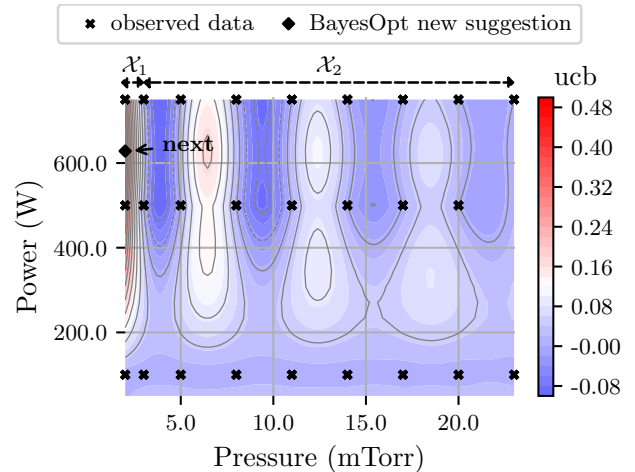 observed data BayesOpt new suggestion
𝒳1 𝒳2
ucb
next
Power (W)
600.0
400.0
200.0
5.0 10.0 15.0 20.0
Pressure (mTorr)
0.48
0.40
0.32
0.24
0.16
0.08
-0.00
-0.08